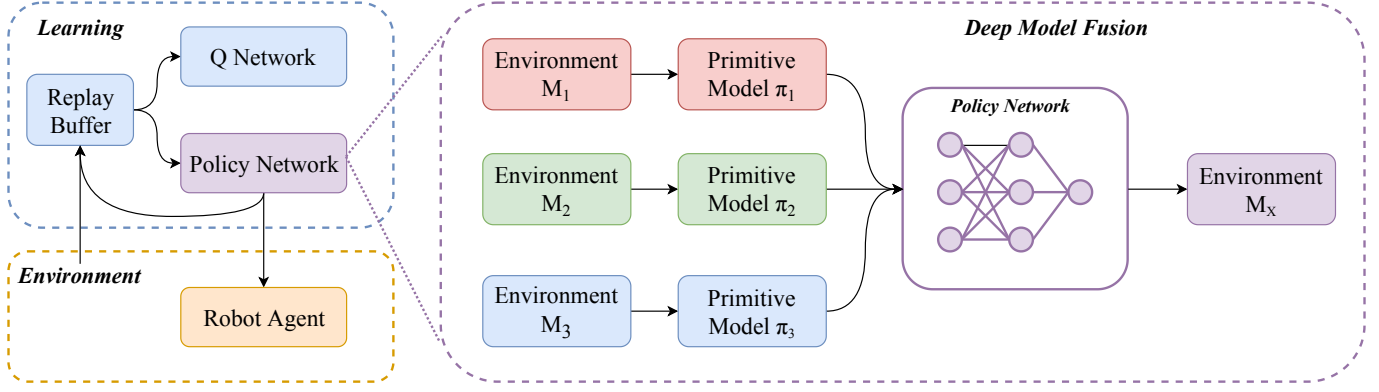 Learning
Q Network
Replay
Buffer
Policy Network
Environment
Robot Agent
Deep Model Fusion
Environment
M₁
Primitive
Model π₁
Environment
M₂
Primitive
Model π₂
Environment
M₃
Primitive
Model π₃
Policy Network
Environment
Mₓ